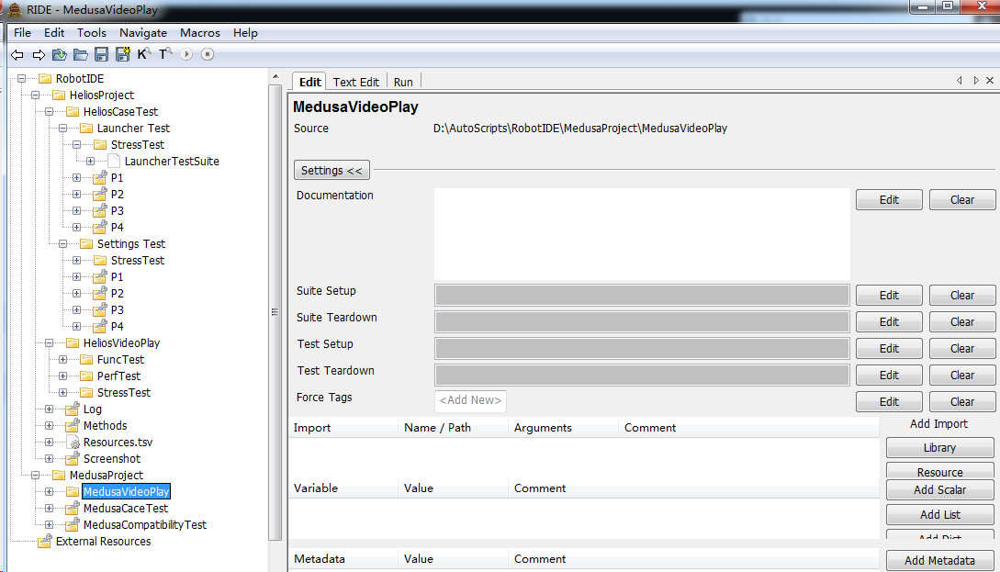 RIDE - MedusaVideoPlay
File Edit Tools Navigate Macros Help
RobotIDE
HeliosProject
HeliosCaseTest
Launcher Test
StressTest
LauncherTestSuite
P1
P2
P3
P4
Settings Test
StressTest
P1
P2
P3
P4
HeliosVideoPlay
FuncTest
PerfTest
StressTest
Log
Methods
Resources.tsv
Screenshot
MedusaProject
MedusaVideoPlay
MedusaCaceTest
MedusaCompatibilityTest
External Resources
Edit Text Edit Run
MedusaVideoPlay
Source D:\AutoScripts\RobotIDE\MedusaProject\MedusaVideoPlay
Settings <<
Documentation Edit Clear
Suite Setup Edit Clear
Suite Teardown Edit Clear
Test Setup Edit Clear
Test Teardown Edit Clear
Force Tags <Add New> Edit Clear
Import Name / Path Arguments Comment Add Import
Library
Resource
Variable Value Comment Add Scalar
Add List
Add Dict
Metadata Value Comment Add Metadata